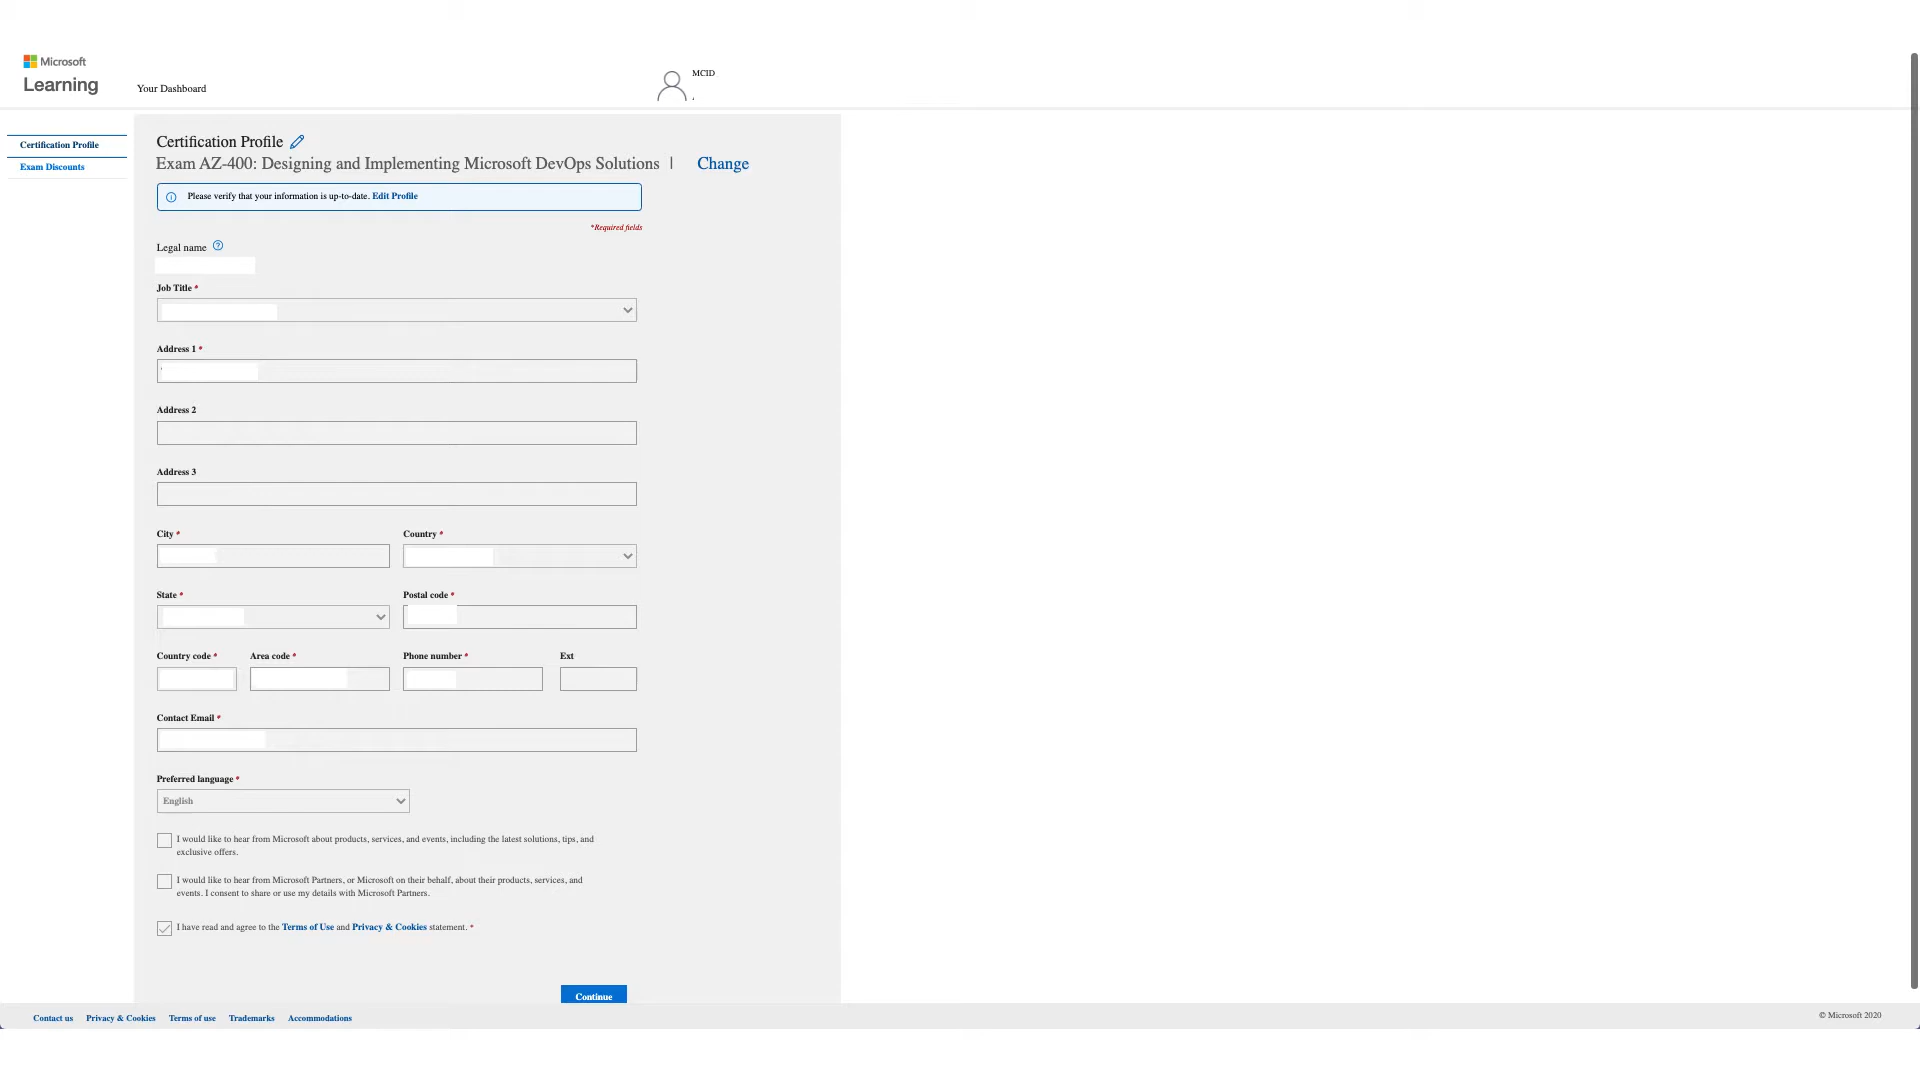 Microsoft
Learning
Your Dashboard
MCID
Certification Profile
Exam Discounts
Certification Profile
Exam AZ-400: Designing and Implementing Microsoft DevOps Solutions | Change
Please verify that your information is up-to-date. Edit Profile
*Required fields
Legal name
Job Title *
Address 1 *
Address 2
Address 3
City * Country *
State * Postal code *
Country code * Area code * Phone number * Ext
Contact Email *
Preferred language *
English
I would like to hear from Microsoft about products, services, and events, including the latest solutions, tips, and
exclusive offers.
I would like to hear from Microsoft Partners, or Microsoft on their behalf, about their products, services, and
events. I consent to share or use my details with Microsoft Partners.
I have read and agree to the Terms of Use and Privacy & Cookies statement. *
Continue
Contact us Privacy & Cookies Terms of use Trademarks Accommodations
© Microsoft 2020